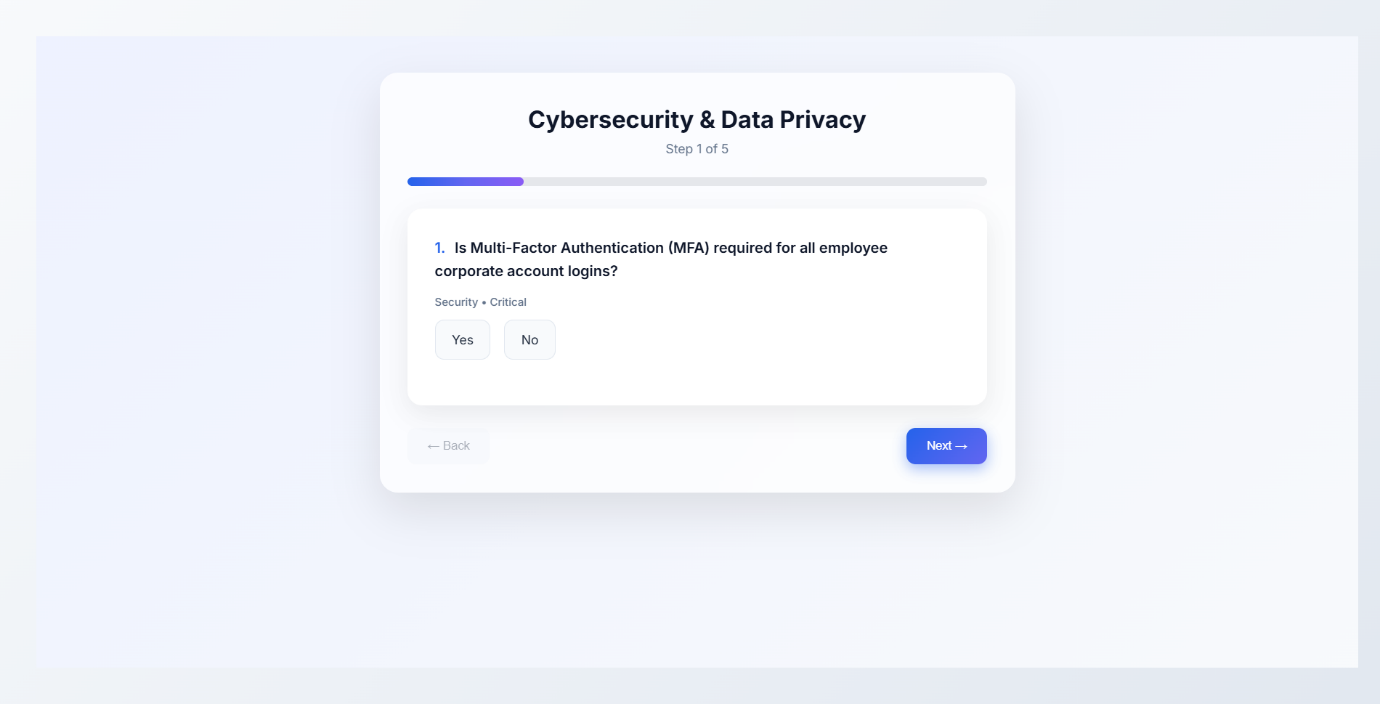 Cybersecurity & Data Privacy
Step 1 of 5
1. Is Multi-Factor Authentication (MFA) required for all employee
corporate account logins?
Security • Critical
Yes No
← Back Next →